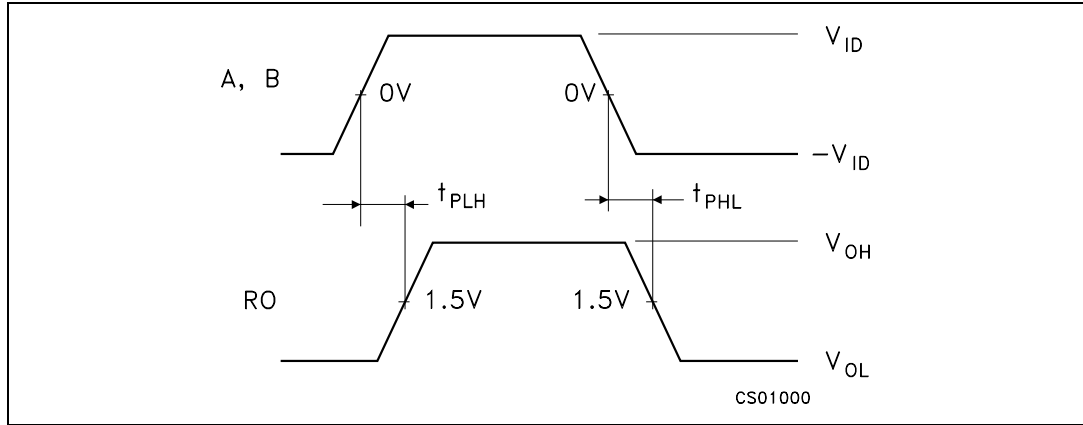 V_ID
A, B
0V 0V
-V_ID
t_PLH t_PHL
V_OH
RO 1.5V 1.5V
V_OL
CS01000